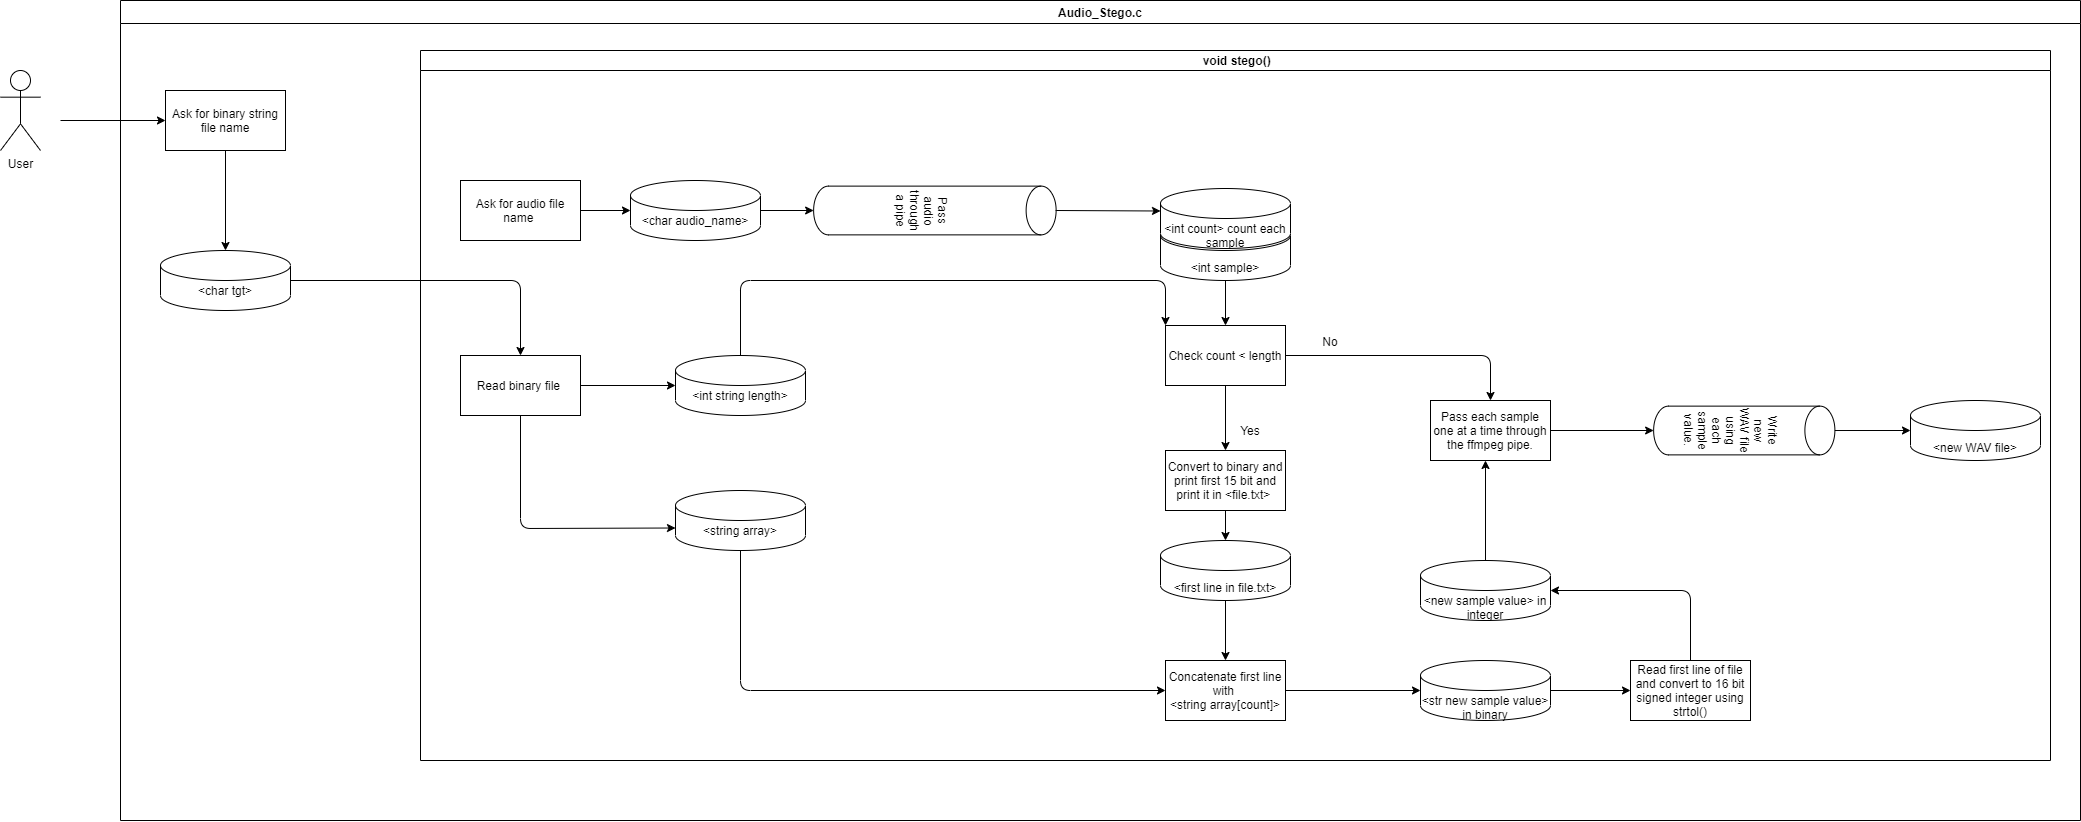 Audio_Stego.c
void stego()
User
Ask for binary string
file name
<char tgt>
Ask for audio file
name
<char audio_name>
Pass
audio
through
a pipe
<int count> count each
sample
<int sample>
Read binary file
<int string length>
<string array>
Check count < length
No
Yes
Convert to binary and
print first 15 bit and
print it in <file.txt>
<first line in file.txt>
Concatenate first line
with
<string array[count]>
<str new sample value>
in binary
Read first line of file
and convert to 16 bit
signed integer using
strtol()
<new sample value> in
integer
Pass each sample
one at a time through
the ffmpeg pipe.
Write
new
WAV file
using
each
sample
value.
<new WAV file>